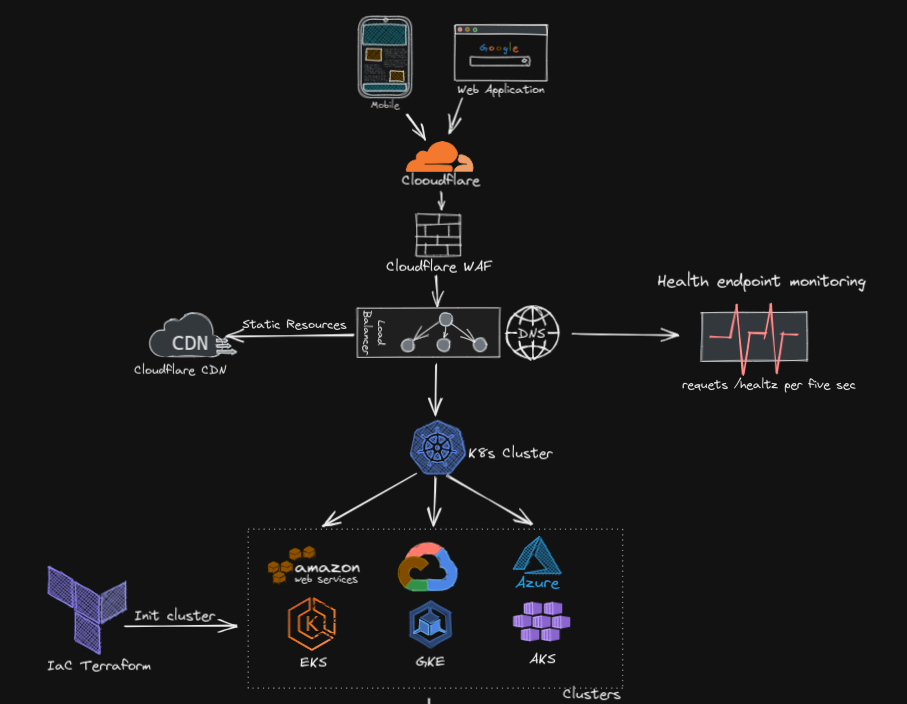 Google
Mobile
Web Application
Clooudflare
Cloudflare WAF
Health endpoint monitoring
Static Resources
Load
Balancer
DNS
CDN
Cloudflare CDN
requets /healtz per five sec
K8s Cluster
amazon
web services
Azure
Init cluster
K
IaC Terraform
EKS
GKE
AKS
Clusters